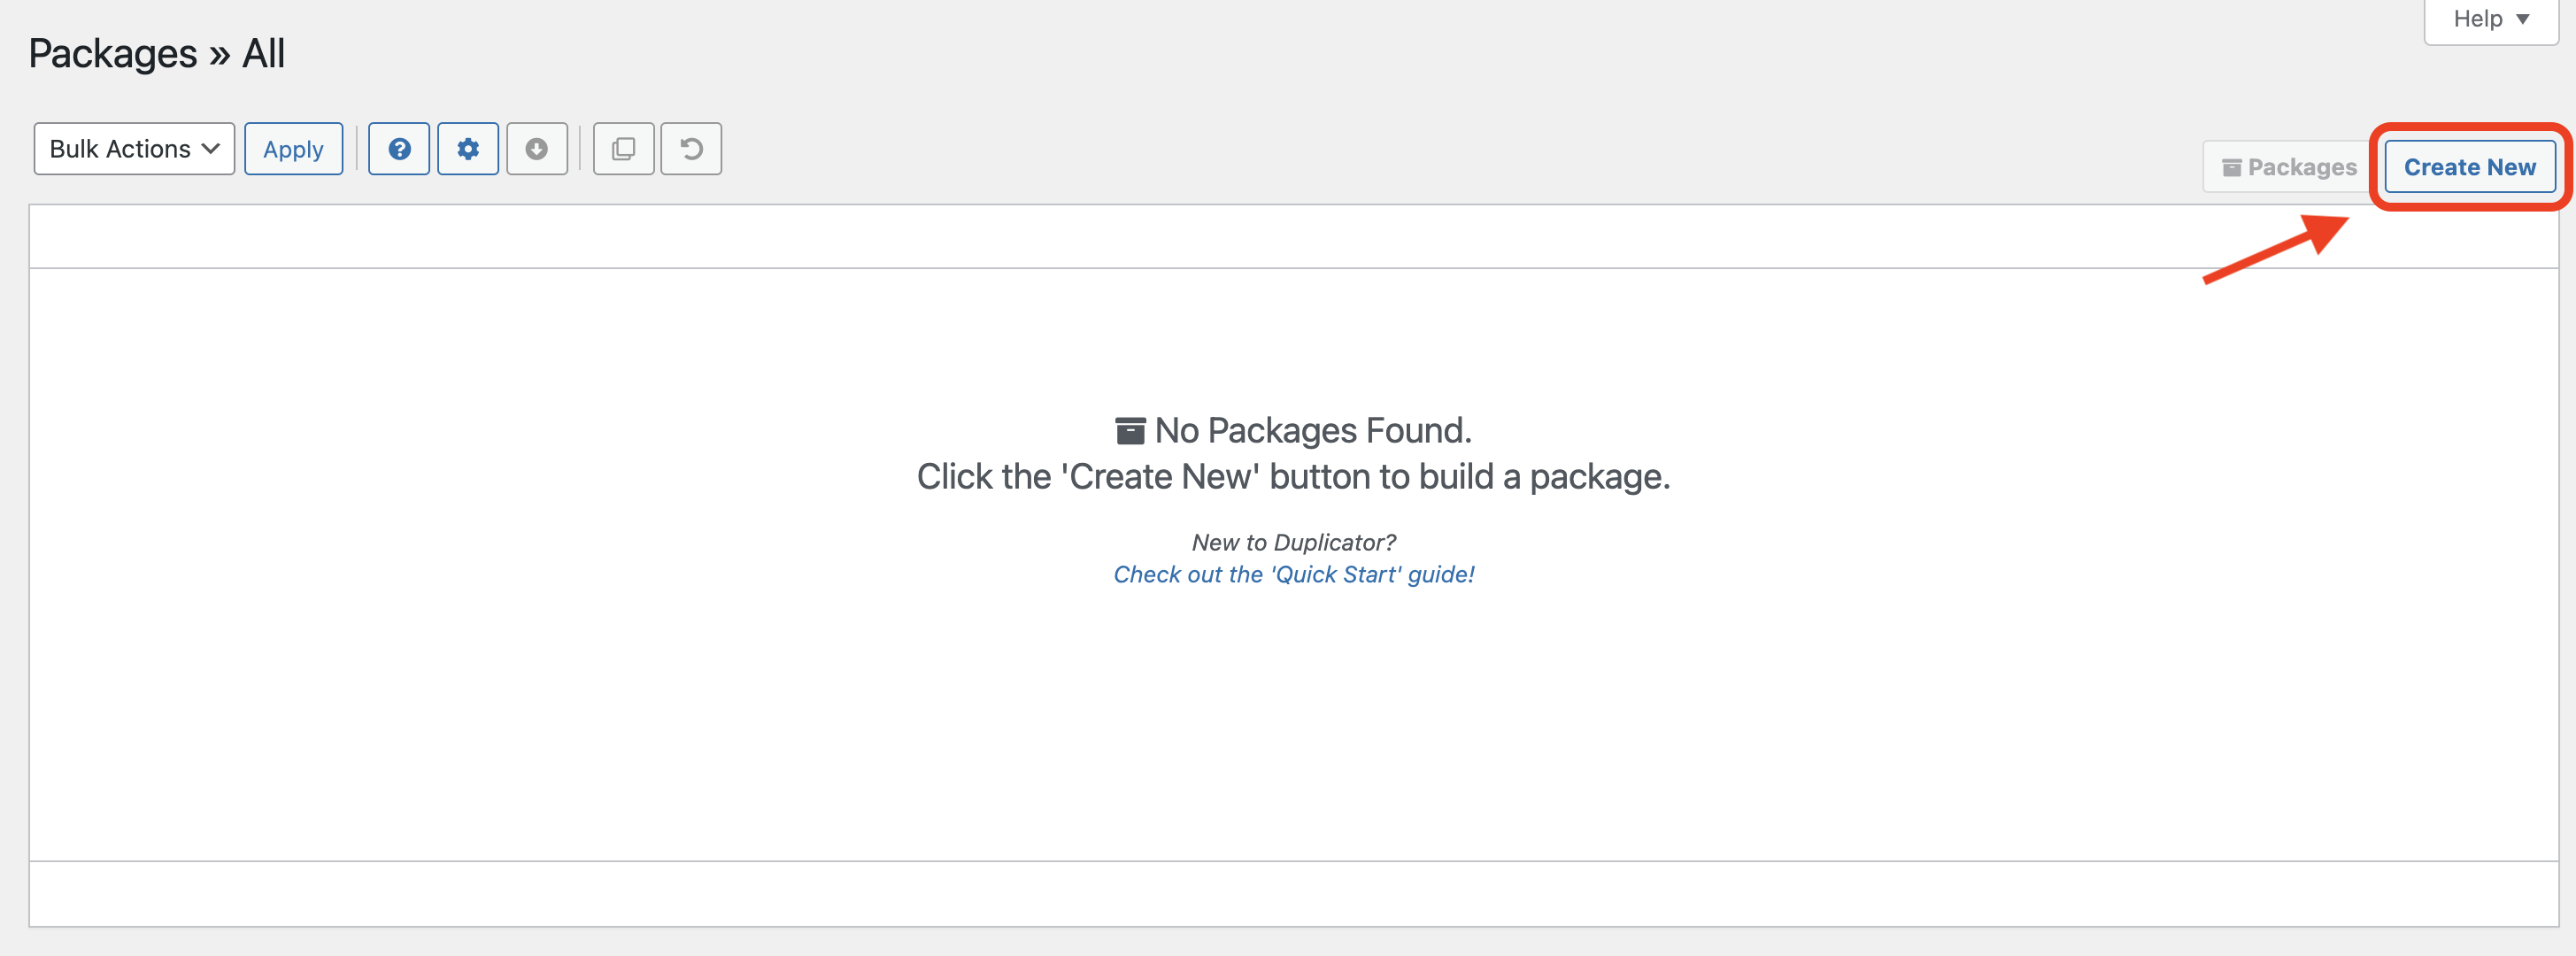 Help
Packages » All
Bulk Actions
Apply
Packages
Create New
No Packages Found.
Click the 'Create New' button to build a package.
New to Duplicator?
Check out the 'Quick Start' guide!